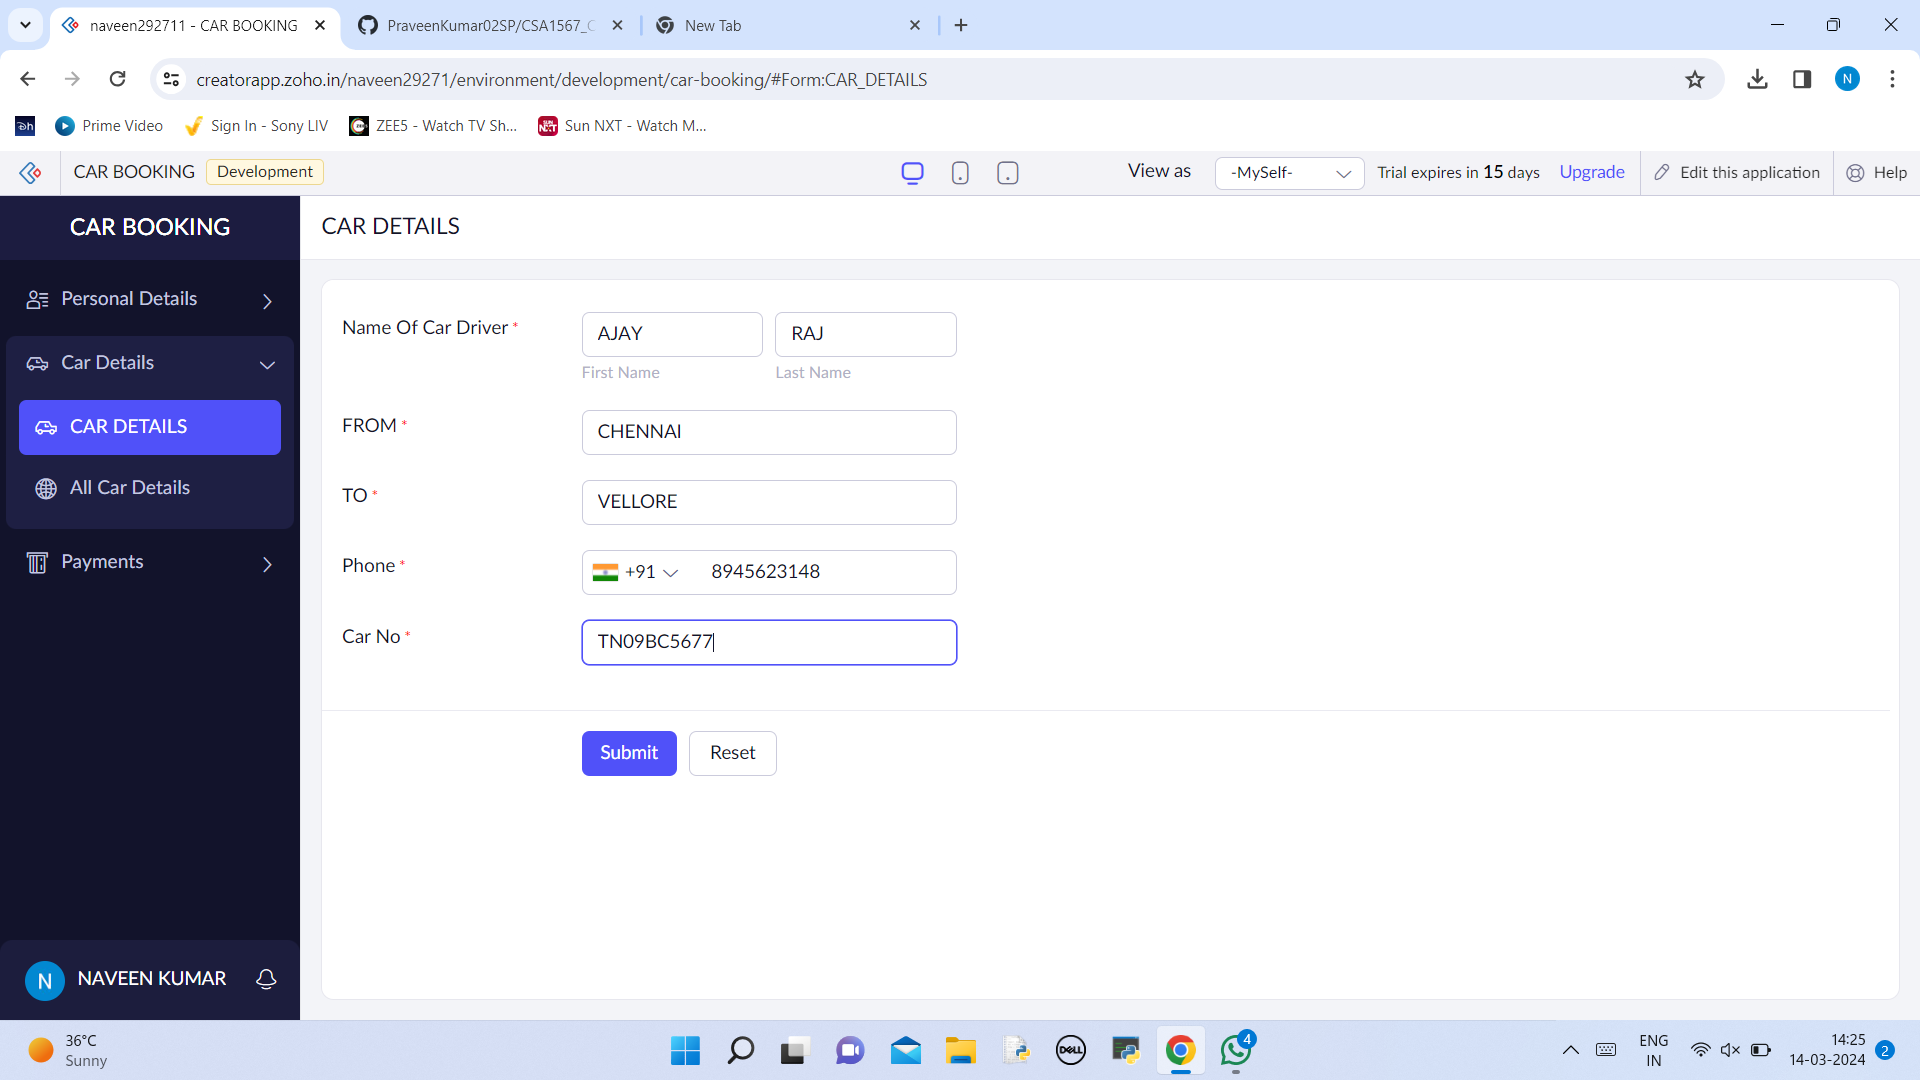 naveen292711 - CAR BOOKING
PraveenKumar02SP/CSA1567_C
New Tab
creatorapp.zoho.in/naveen29271/environment/development/car-booking/#Form:CAR_DETAILS
N
Prime Video
Sign In - Sony LIV
ZEE5 - Watch TV Sh...
Sun NXT - Watch M...
CAR BOOKING
Development
View as
-MySelf-
Trial expires in 15 days
Upgrade
Edit this application
Help
CAR BOOKING
CAR DETAILS
Personal Details
Car Details
CAR DETAILS
All Car Details
Payments
Name Of Car Driver *
AJAY
RAJ
First Name
Last Name
FROM *
CHENNAI
TO *
VELLORE
Phone *
+91
8945623148
Car No *
TN09BC5677
Submit
Reset
N
NAVEEN KUMAR
36°C
Sunny
DELL
4
ENG
IN
14:25
14-03-2024
2